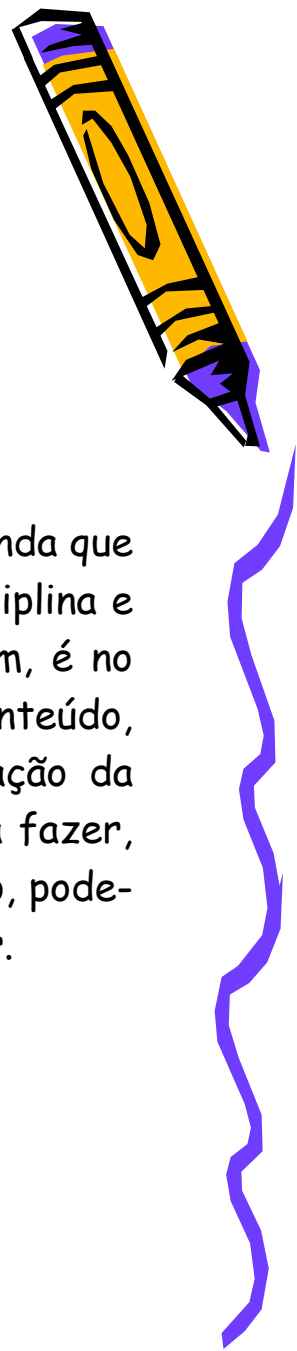 nda que
iplina e
m, é no
nteúdo,
ação da
fazer,
, pode-
.